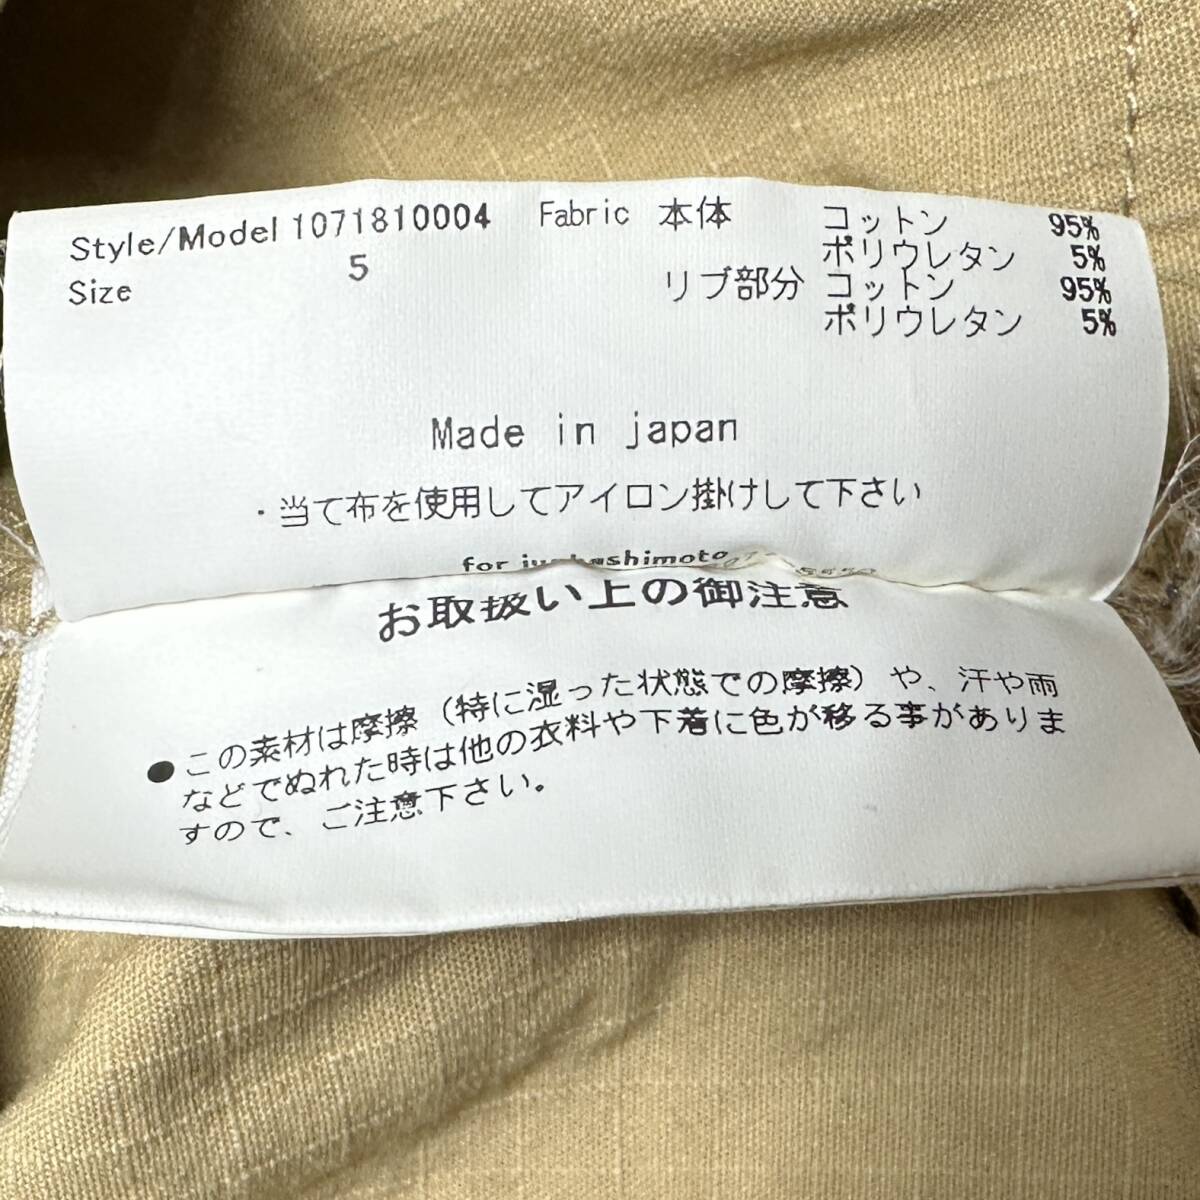 Style/Model 1071810004 Fabric 本体 コットン 95%
ポリウレタン 5%
Size 5 リブ部分 コットン 95%
ポリウレタン 5%
Made in japan
・当て布を使用してアイロン掛けして下さい
for
お取扱い上の御注意
●この素材は摩擦(特に湿った状態での摩擦)や、汗や雨
などでぬれた時は他の衣料や下着に色が移る事がありま
すので、ご注意下さい。